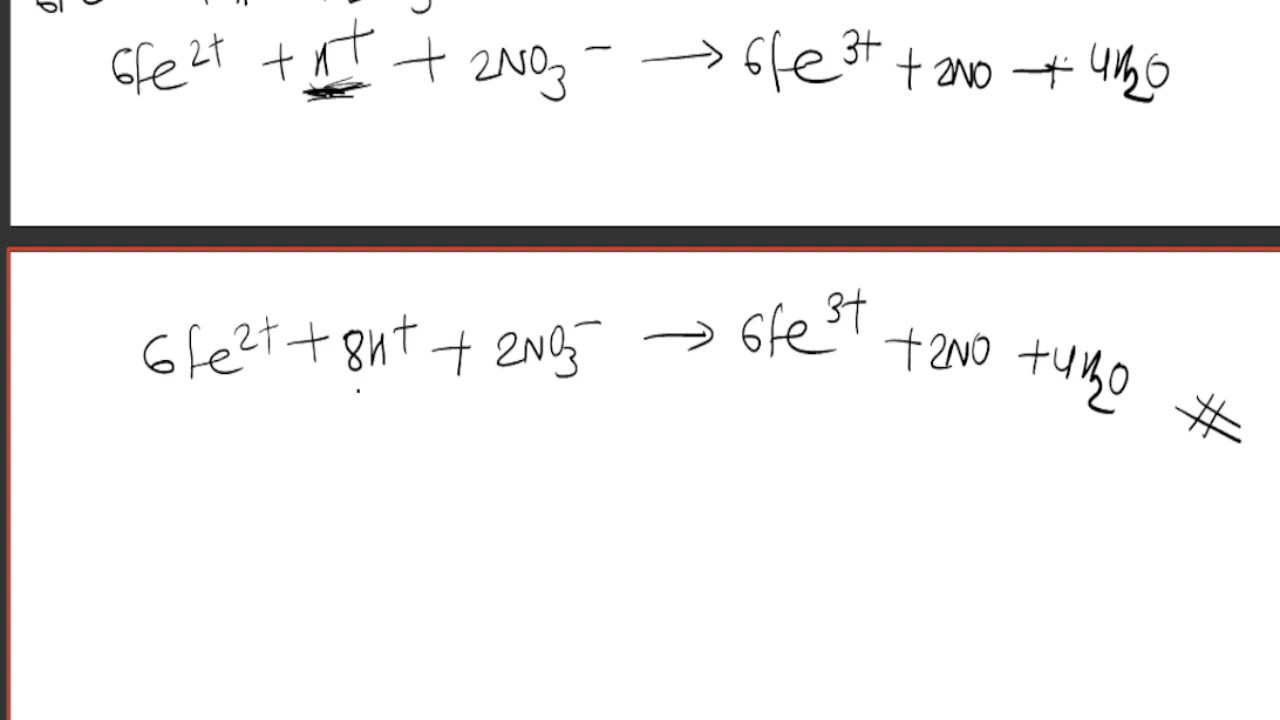 6Fe²⁺ + H⁺ + 2NO₃⁻ → 6Fe³⁺ + 2NO + 4H₂O
6Fe²⁺ + 8H⁺ + 2NO₃⁻ → 6Fe³⁺ + 2NO + 4H₂O